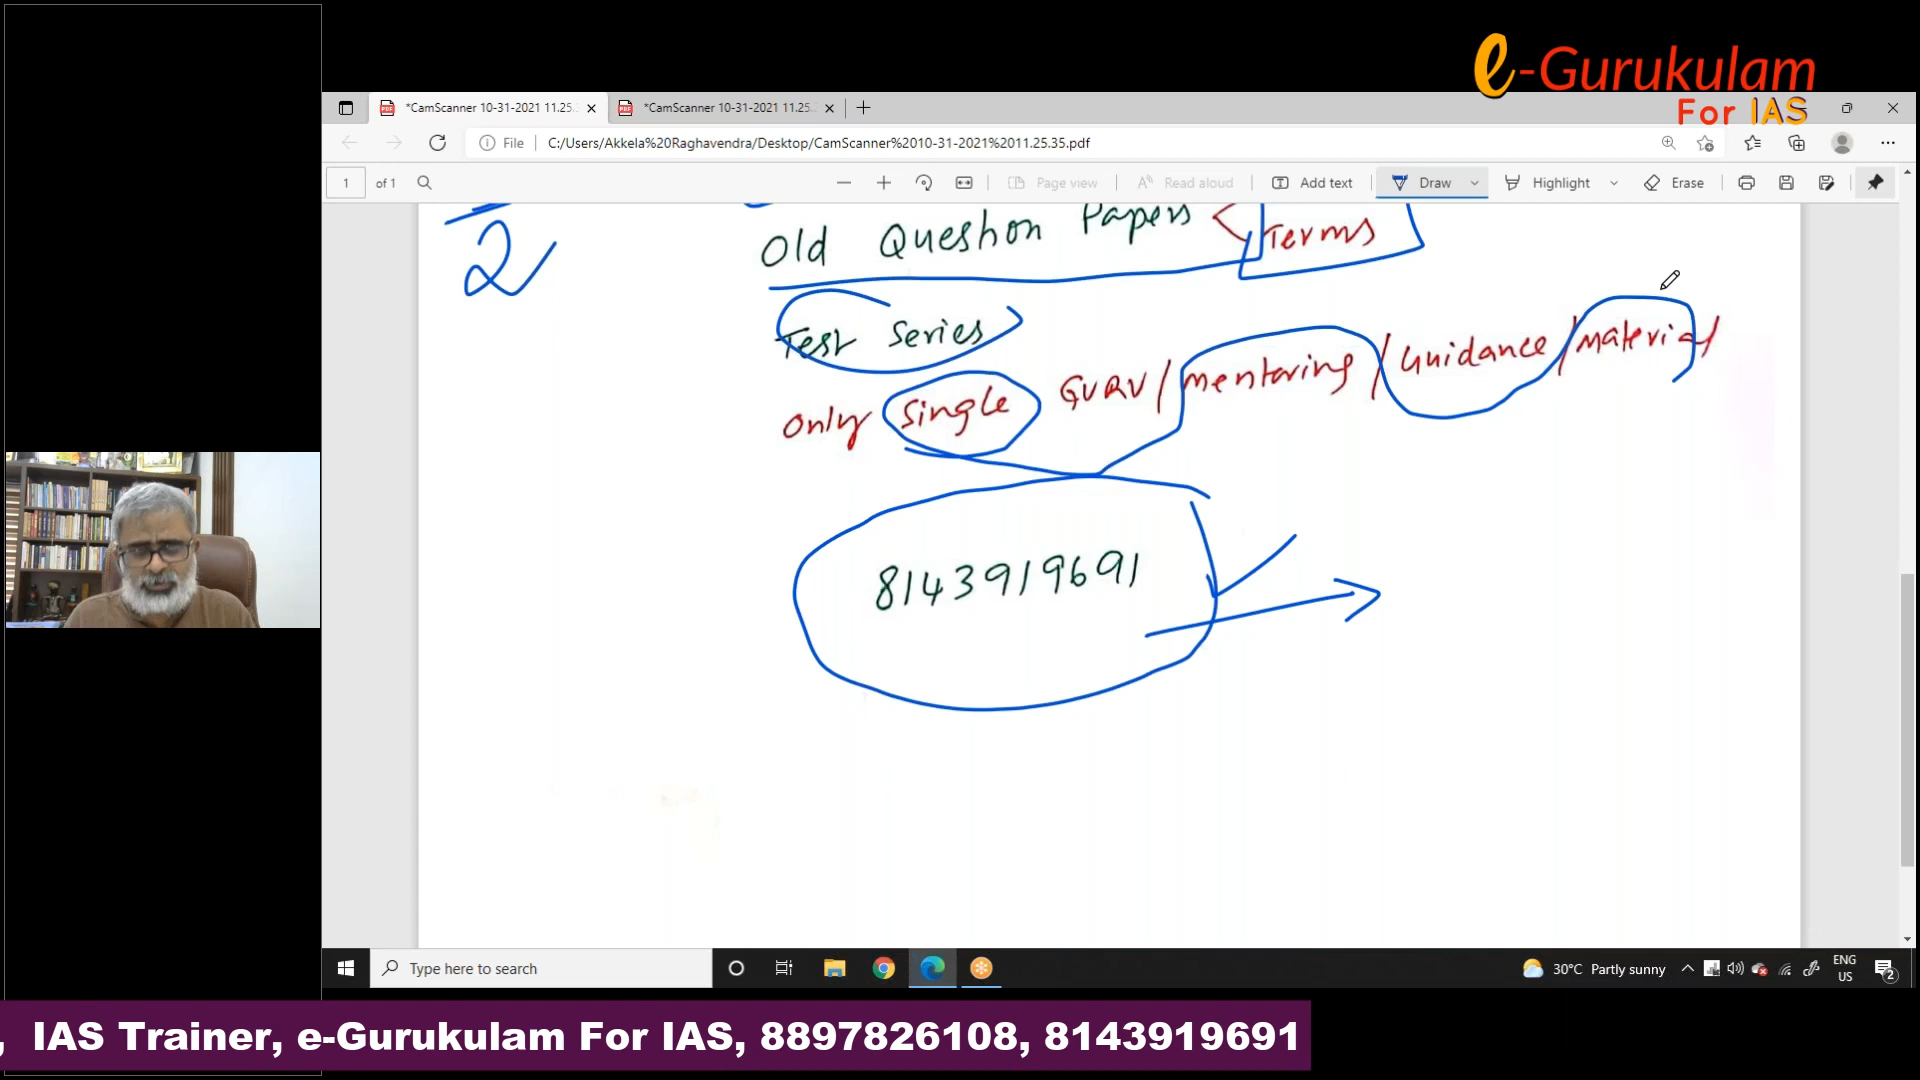 e-Gurukulam
For IAS
*CamScanner 10-31-2021 11.25.
*CamScanner 10-31-2021 11.25.
File
C:/Users/Akkela%20Raghavendra/Desktop/CamScanner%2010-31-2021%2011.25.35.pdf
1 of 1
Page view
Read aloud
Add text
Draw
Highlight
Erase
2
Old Queshon Papers Terms
Test Series
only Single GURU/mentoring/Guidance/material
8143919691
Type here to search
30°C Partly sunny
ENG
US
2
, IAS Trainer, e-Gurukulam For IAS, 8897826108, 8143919691